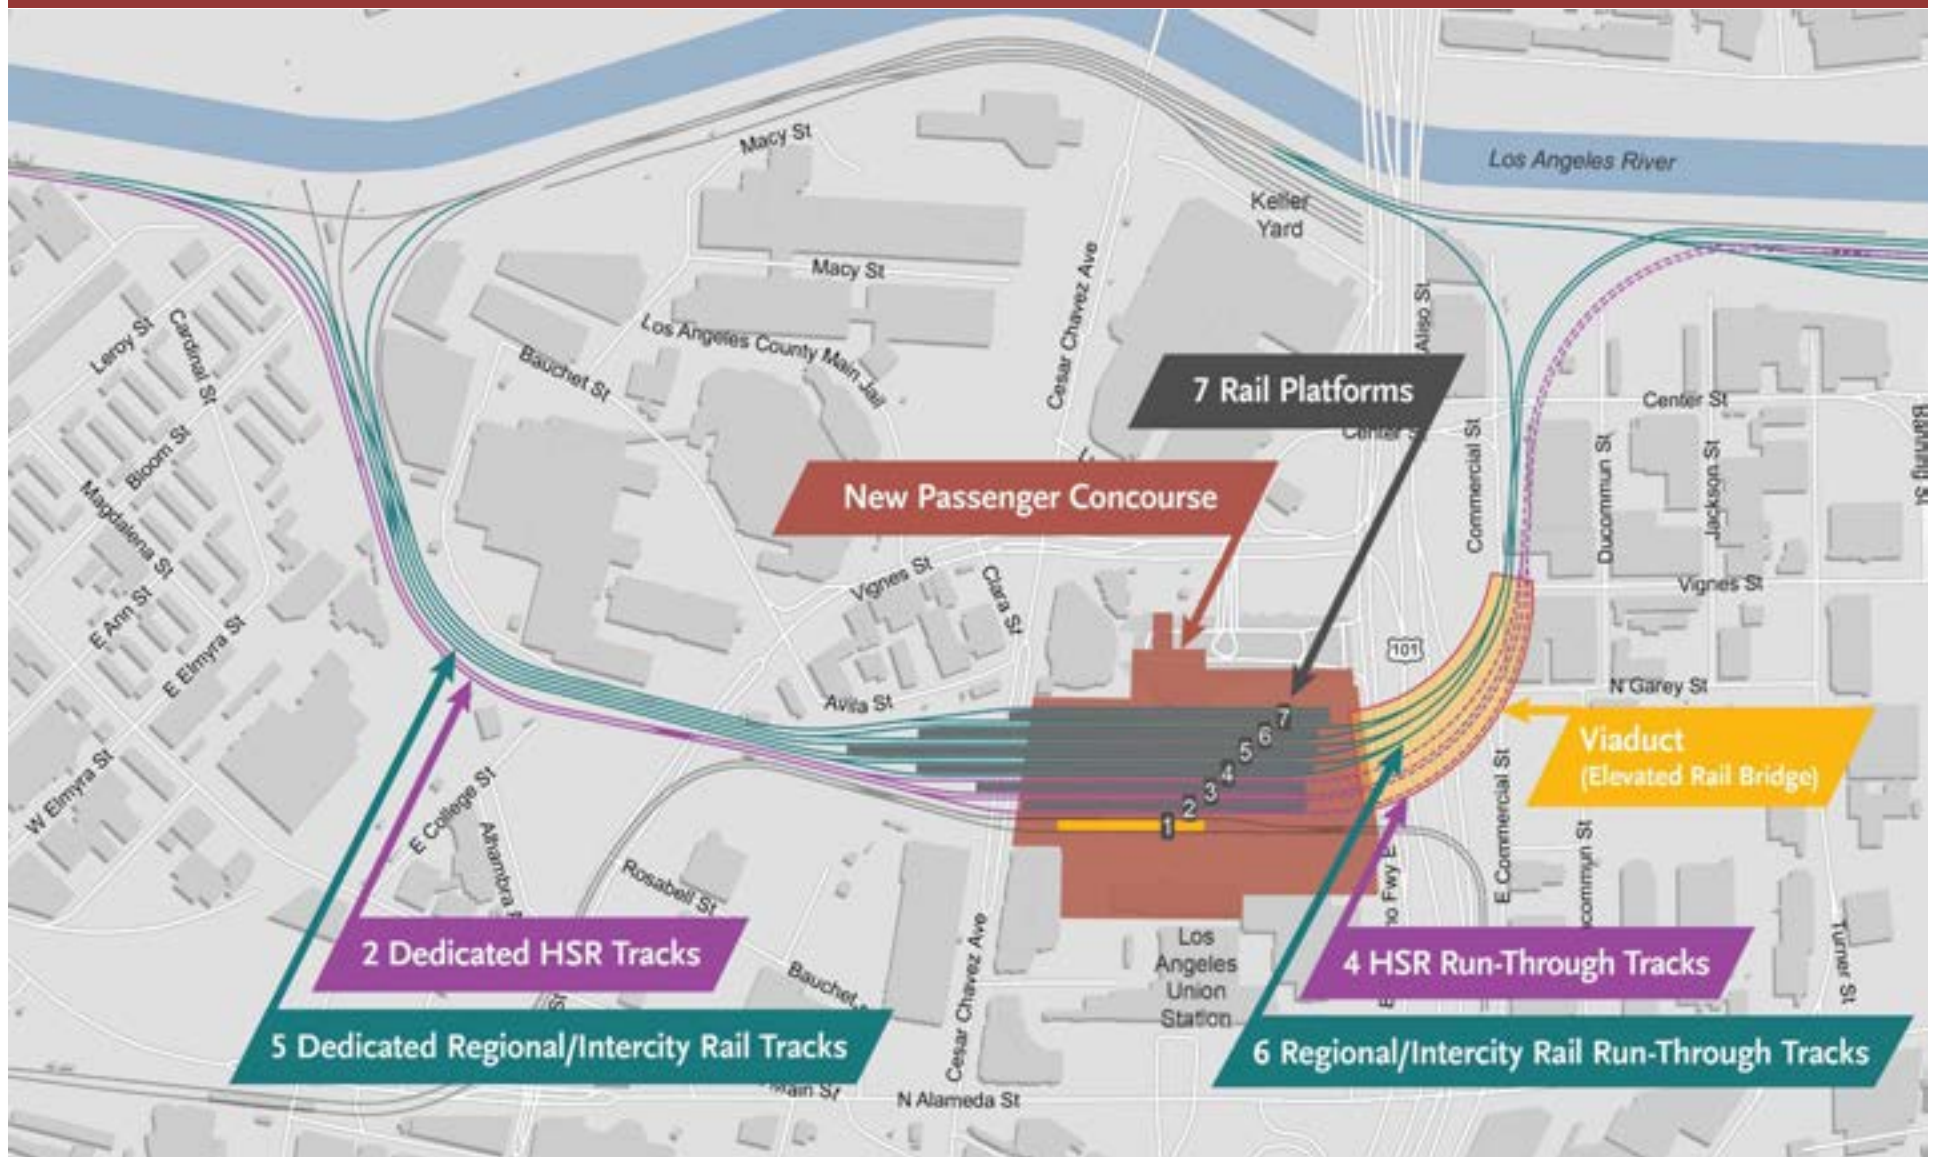 Los Angeles River
Macy St
Keller
Yard
Macy St
Cesar Chavez Ave
Aliso St
Leroy St
Cardinal St
Los Angeles County Main Jail
Bauchet St
7 Rail Platforms
Center St
Center
Commercial St
Banning St
Bloom St
New Passenger Concourse
Ducommun St
Jackson St
Magdalena St
Vignes St
Clara St
Vignes St
E Ann St
E Elmyra St
101
N Garey St
Avila St
7
6
5
4
3
2
1
Viaduct
(Elevated Rail Bridge)
W Elmyra St
E College St
Alhambra
E Commercial St
Rosabell St
Fwy
Turner St
2 Dedicated HSR Tracks
Los
Angeles
Union
Station
4 HSR Run-Through Tracks
Bauchet
Cesar Chavez Ave
5 Dedicated Regional/Intercity Rail Tracks
6 Regional/Intercity Rail Run-Through Tracks
Main St
N Alameda St